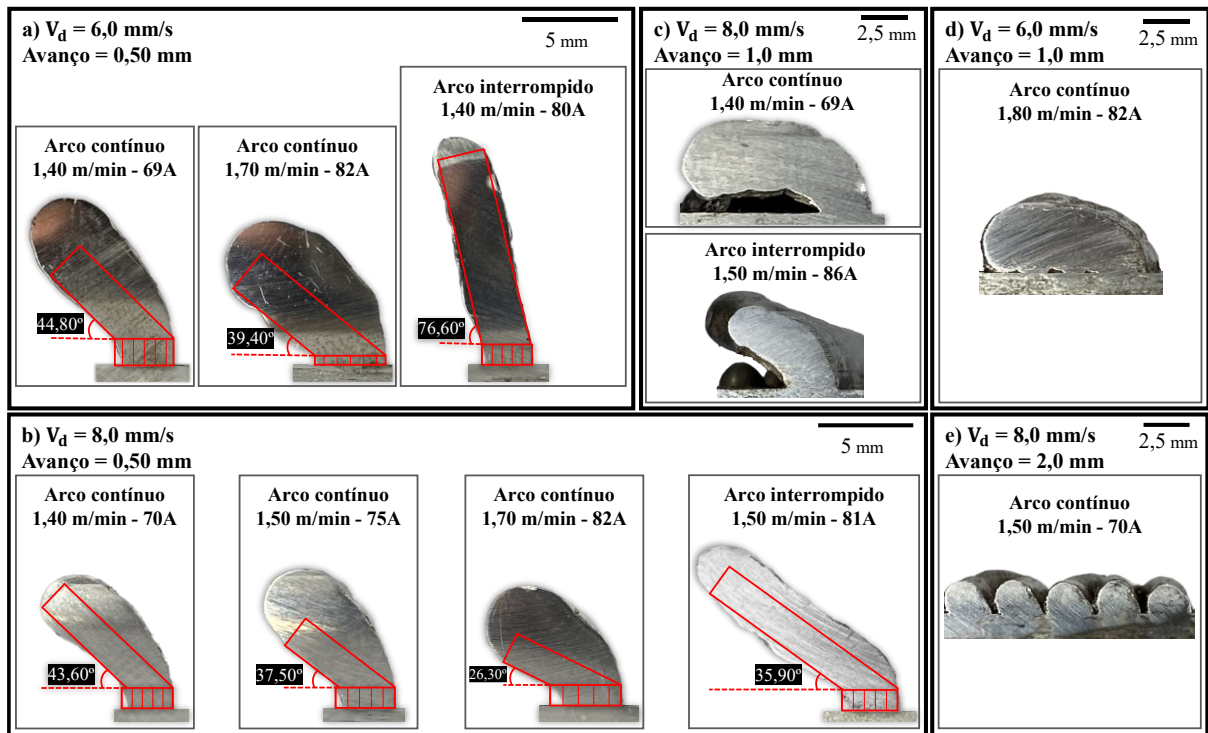 a) Vd = 6,0 mm/s
Avanço = 0,50 mm
5 mm
Arco contínuo
1,40 m/min - 69A
44,80º
Arco contínuo
1,70 m/min - 82A
39,40º
Arco interrompido
1,40 m/min - 80A
76,60º
b) Vd = 8,0 mm/s
Avanço = 0,50 mm
5 mm
Arco contínuo
1,40 m/min - 70A
43,60º
Arco contínuo
1,50 m/min - 75A
37,50º
Arco contínuo
1,70 m/min - 82A
26,30º
Arco interrompido
1,50 m/min - 81A
35,90º
c) Vd = 8,0 mm/s
Avanço = 1,0 mm
2,5 mm
Arco contínuo
1,40 m/min - 69A
Arco interrompido
1,50 m/min - 86A
d) Vd = 6,0 mm/s
Avanço = 1,0 mm
2,5 mm
Arco contínuo
1,80 m/min - 82A
e) Vd = 8,0 mm/s
Avanço = 2,0 mm
2,5 mm
Arco contínuo
1,50 m/min - 70A